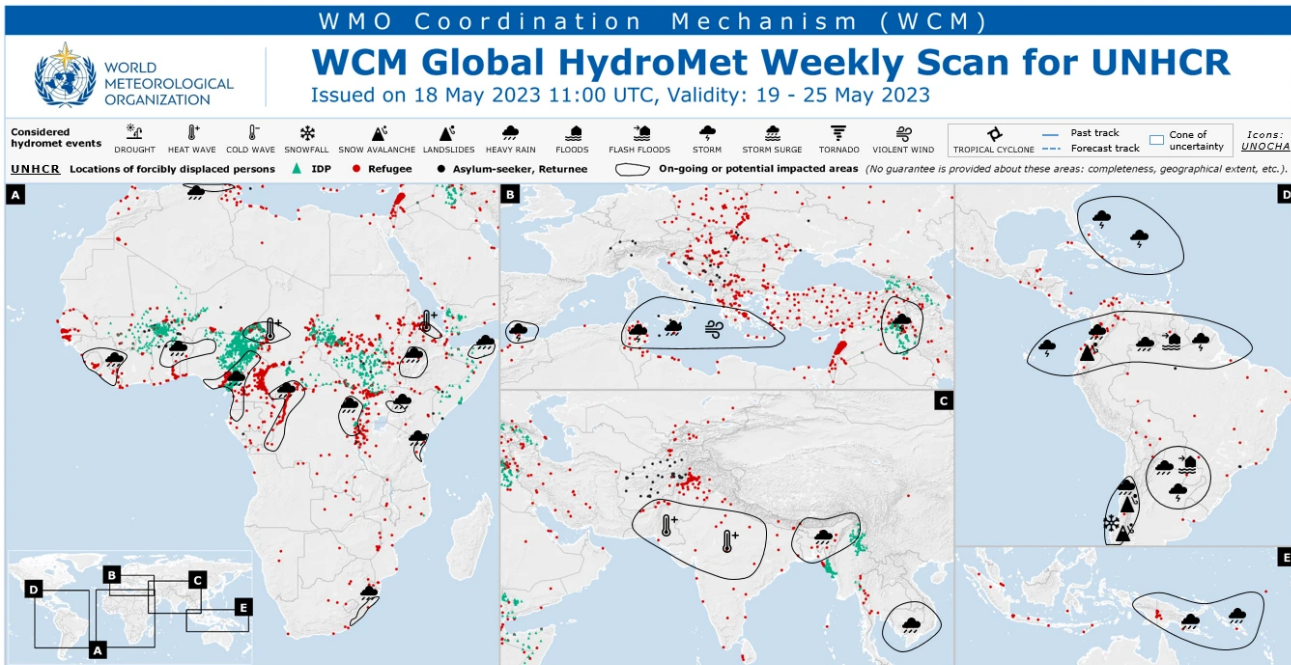 WMO Coordination Mechanism (WCM)
WORLD
METEOROLOGICAL
ORGANIZATION
WCM Global HydroMet Weekly Scan for UNHCR
Issued on 18 May 2023 11:00 UTC, Validity: 19 - 25 May 2023
Considered
hydromet events
DROUGHT HEAT WAVE COLD WAVE SNOWFALL SNOW AVALANCHE LANDSLIDES HEAVY RAIN FLOODS FLASH FLOODS STORM STORM SURGE TORNADO VIOLENT WIND TROPICAL CYCLONE
Past track
Forecast track
Cone of
uncertainty
Icons:
UNOCHA
UNHCR Locations of forcibly displaced persons IDP Refugee Asylum-seeker, Returnee On-going or potential impacted areas (No guarantee is provided about these areas: completeness, geographical extent, etc.).
A
B
D
C
E
D
B
C
E
A